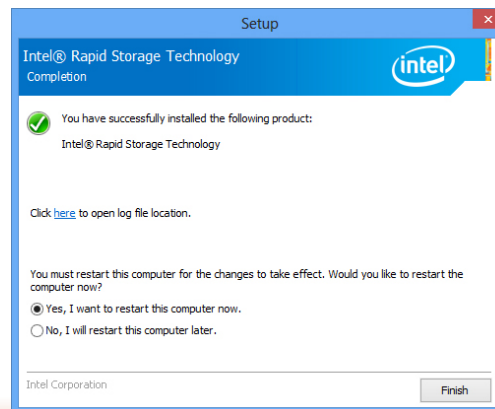 Setup
Intel® Rapid Storage Technology
Completion
intel
You have successfully installed the following product:
Intel® Rapid Storage Technology
Click here to open log file location.
You must restart this computer for the changes to take effect. Would you like to restart the
computer now?
Yes, I want to restart this computer now.
No, I will restart this computer later.
Intel Corporation
Finish